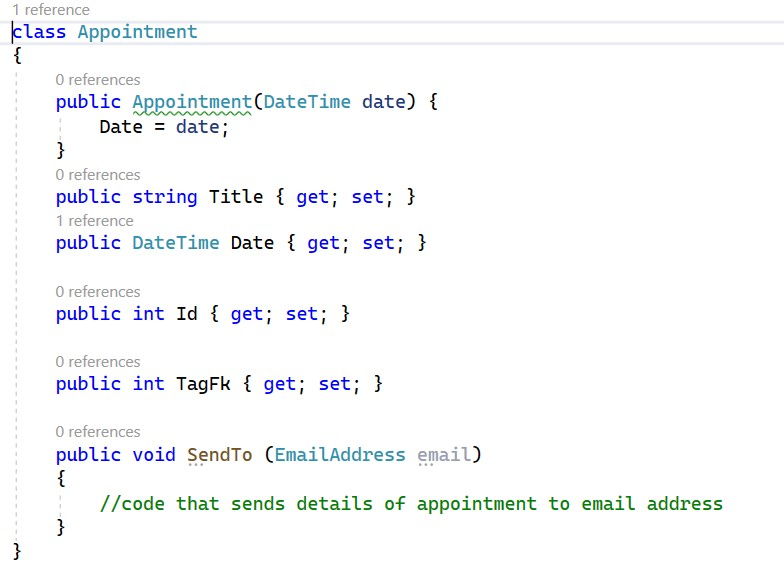 1 reference
class Appointment
{
0 references
public Appointment(DateTime date) {
Date = date;
}
0 references
public string Title { get; set; }
1 reference
public DateTime Date { get; set; }
0 references
public int Id { get; set; }
0 references
public int TagFk { get; set; }
0 references
public void SendTo (EmailAddress email)
{
//code that sends details of appointment to email address
}
}